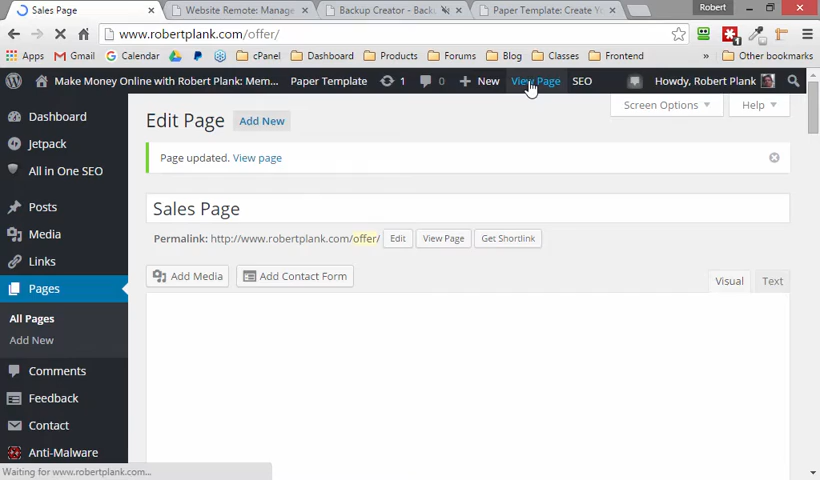 Sales Page
Website Remote: Manage
Backup Creator - Backu
Paper Template: Create Yo
Robert
www.robertplank.com/offer/
Apps
Gmail
Calendar
cPanel
Dashboard
Products
Forums
Blog
Classes
Frontend
»
Other bookmarks
Make Money Online with Robert Plank: Mem...
Paper Template
1
0
New
View Page
SEO
Howdy, Robert Plank
Dashboard
Jetpack
All in One SEO
Posts
Media
Links
Pages
All Pages
Add New
Comments
Feedback
Contact
Anti-Malware
Screen Options
Help
Edit Page
Add New
Page updated. View page
Sales Page
Permalink: http://www.robertplank.com/offer/
Edit
View Page
Get Shortlink
Add Media
Add Contact Form
Visual
Text
Waiting for www.robertplank.com...